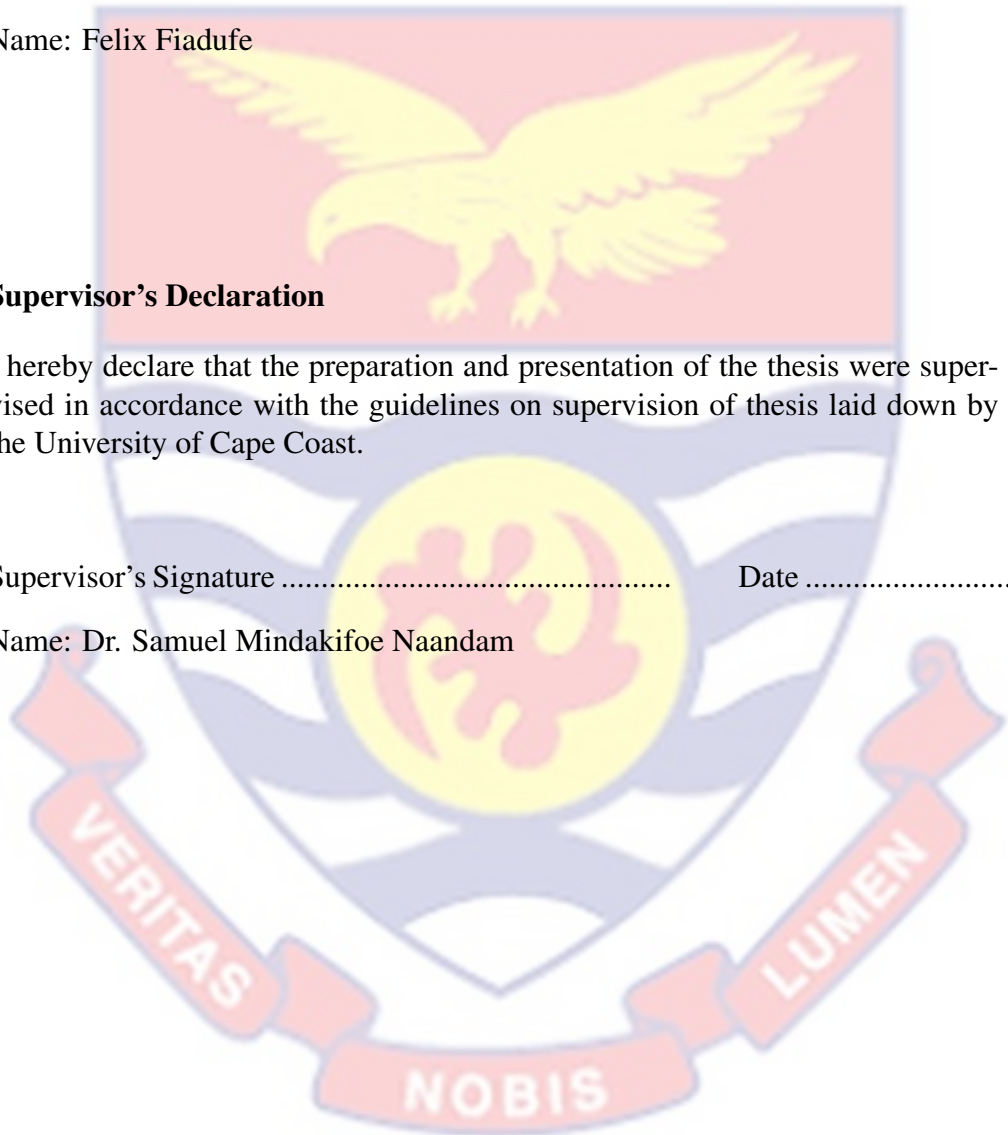 Name: Felix Fiadufe
Supervisor’s Declaration
hereby declare that the preparation and presentation of the thesis were super-
vised in accordance with the guidelines on supervision of thesis laid down by
the University of Cape Coast.
Supervisor’s Signature ................................................ Date .........................
Name: Dr. Samuel Mindakifoe Naandam
VERITAS
NOBIS
LUMEN